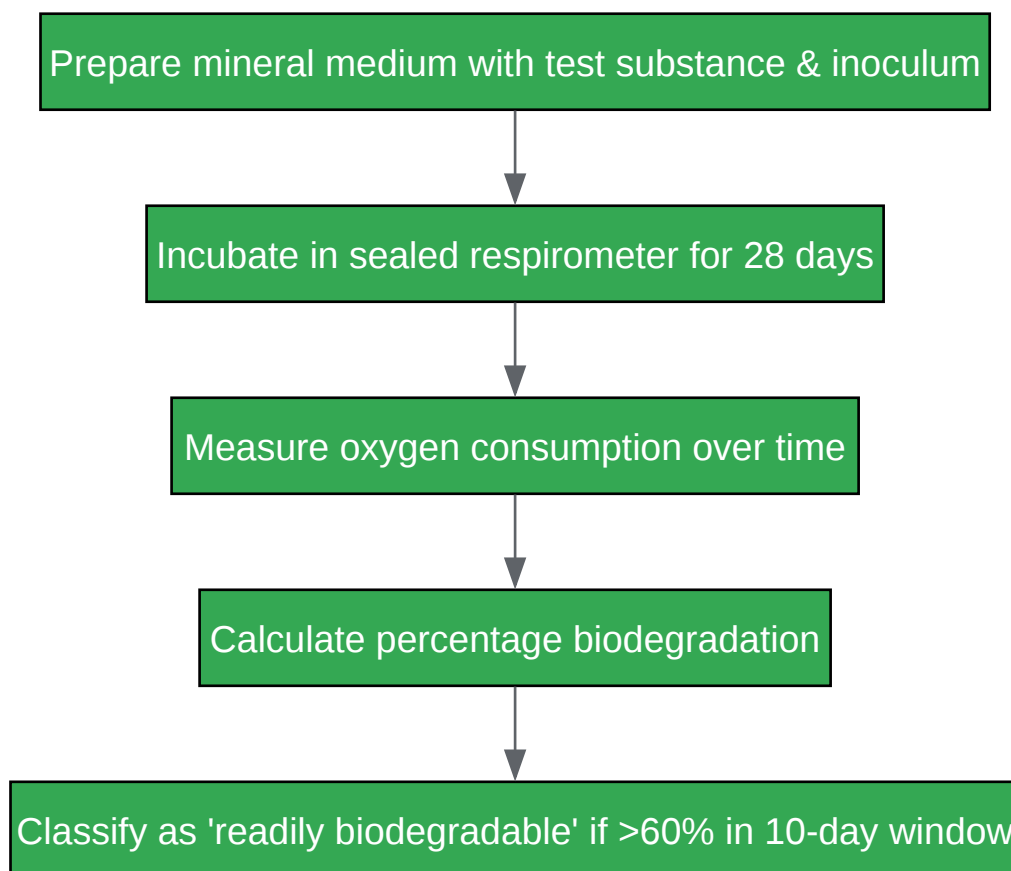 Prepare mineral medium with test substance & inoculum
Incubate in sealed respirometer for 28 days
Measure oxygen consumption over time
Calculate percentage biodegradation
Classify as 'readily biodegradable' if >60% in 10-day window